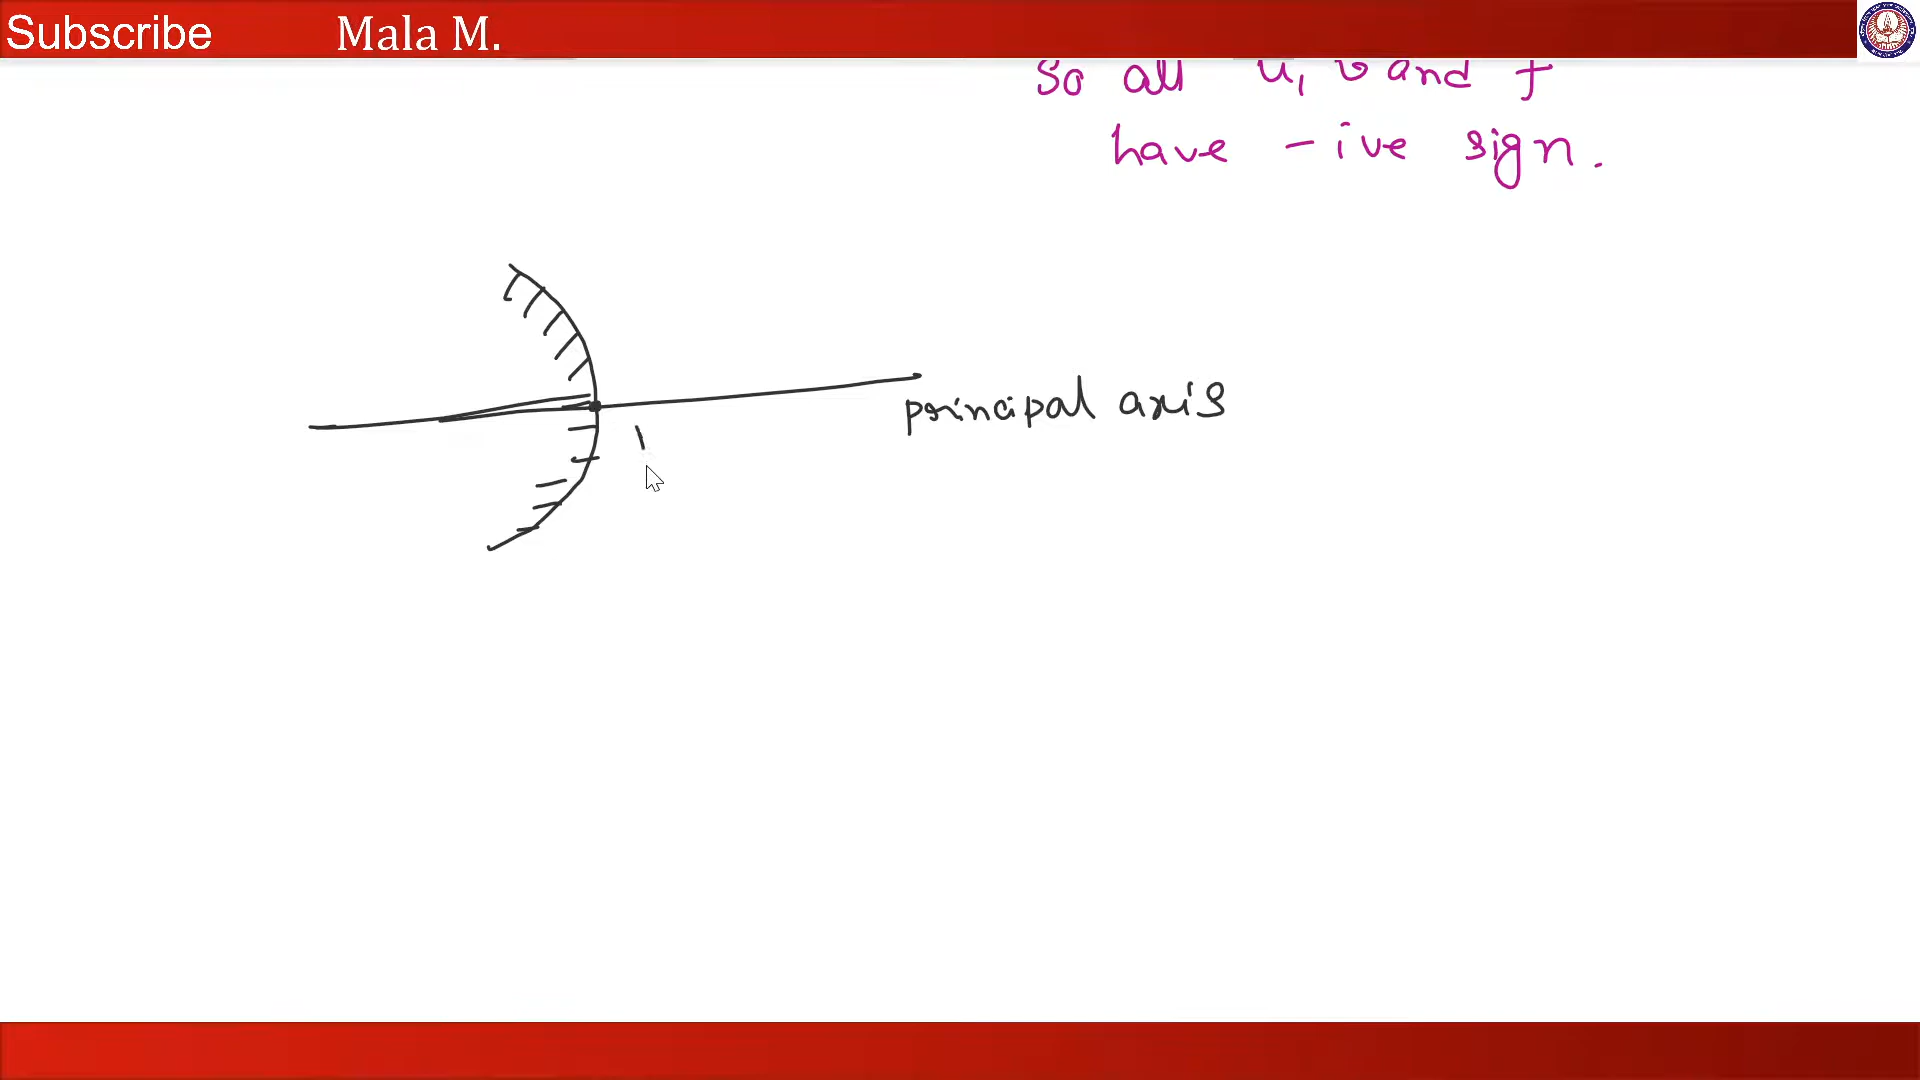 Subscribe Mala M.
So all u, v and f
have -ive sign.
principal axis